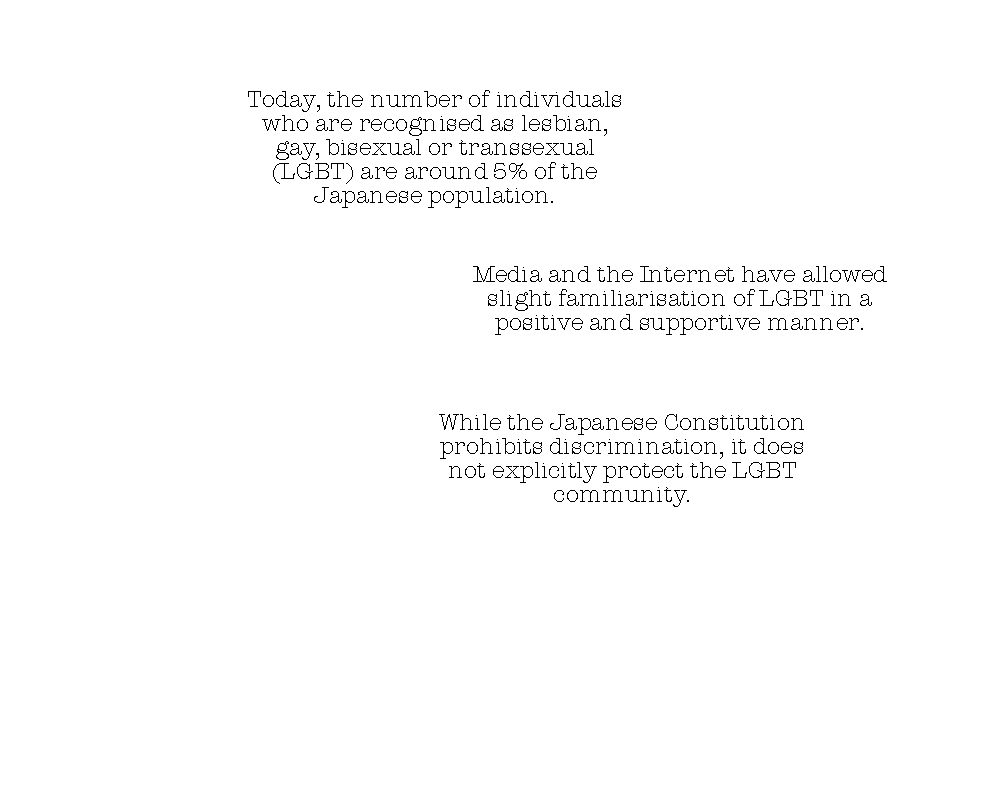 Today, the number of individuals
who are recognised as lesbian,
gay, bisexual or transsexual
(LGBT) are around 5% of the
Japanese population.
Media and the Internet have allowed
slight familiarisation of LGBT in a
positive and supportive manner.
While the Japanese Constitution
prohibits discrimination, it does
not explicitly protect the LGBT
community.